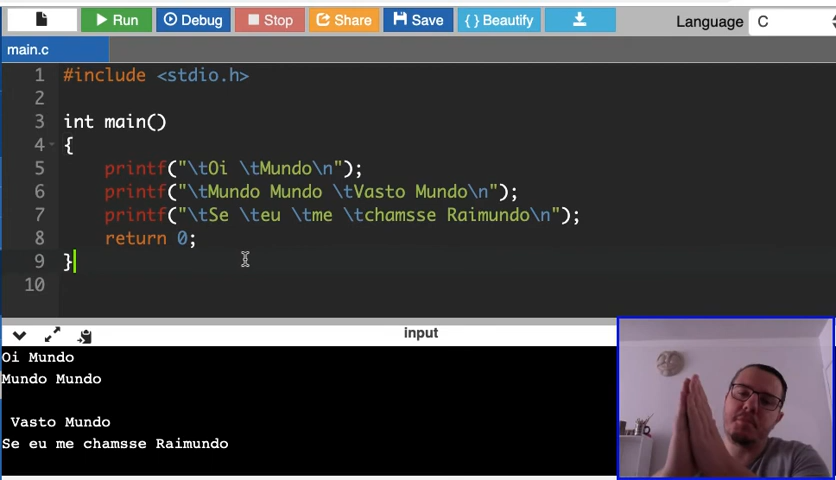 Run Debug Stop Share Save { } Beautify Language C
main.c
1 #include <stdio.h>
2
3 int main()
4 {
5 printf("\tOi \tMundo\n");
6 printf("\tMundo Mundo \tVasto Mundo\n");
7 printf("\tSe \teu \tme \tchamsse Raimundo\n");
8 return 0;
9 }
10
input
Oi Mundo
Mundo Mundo
Vasto Mundo
Se eu me chamsse Raimundo